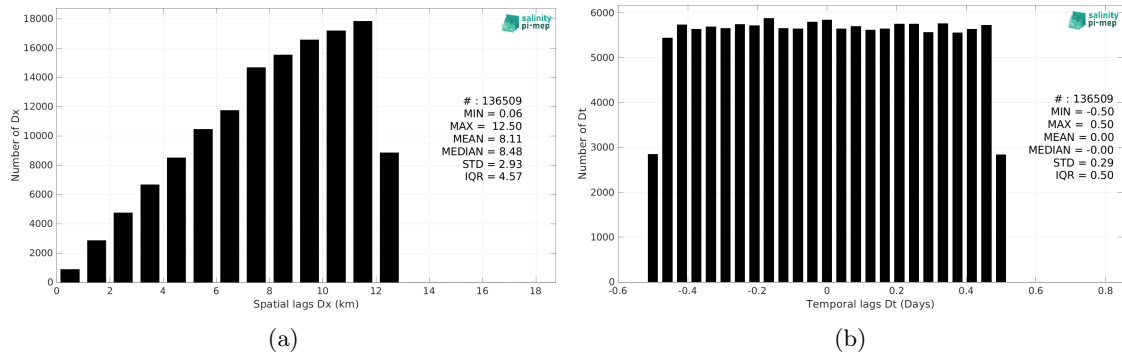 18000
16000
14000
12000
10000
8000
6000
4000
2000
0
Number of Dx
salinity
pi-mep
# : 136509
MIN = 0.06
MAX = 12.50
MEAN = 8.11
MEDIAN = 8.48
STD = 2.93
IQR = 4.57
0 2 4 6 8 10 12 14 16 18
Spatial lags Dx (km)
(a)
6000
5000
4000
3000
2000
1000
0
Number of Dt
salinity
pi-mep
# : 136509
MIN = -0.50
MAX = 0.50
MEAN = 0.00
MEDIAN = -0.00
STD = 0.29
IQR = 0.50
-0.6 -0.4 -0.2 0 0.2 0.4 0.6 0.8
Temporal lags Dt (Days)
(b)